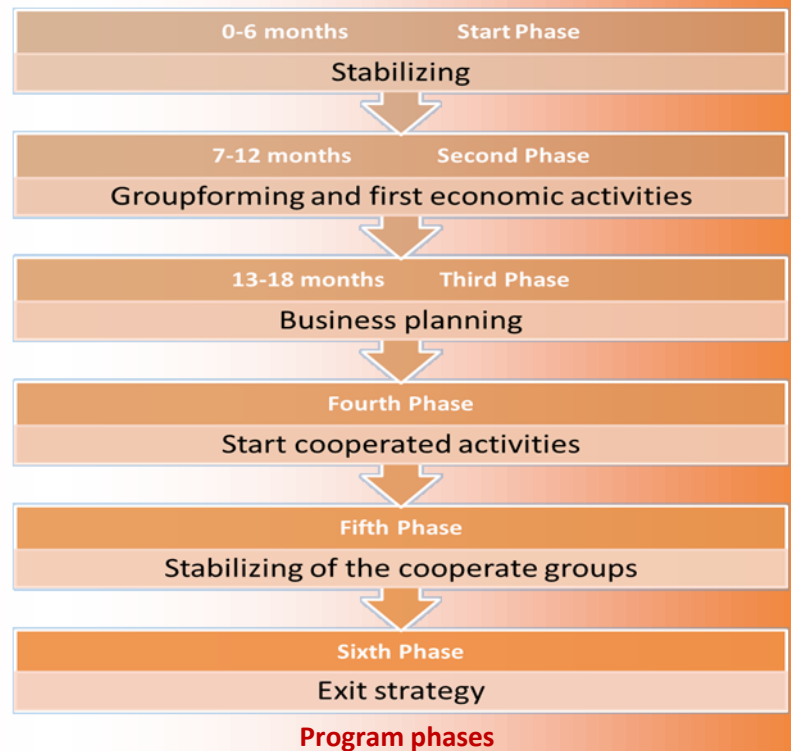 0-6 months Start Phase
Stabilizing
7-12 months Second Phase
Groupforming and first economic activities
13-18 months Third Phase
Business planning
Fourth Phase
Start cooperated activities
Fifth Phase
Stabilizing of the cooperate groups
Sixth Phase
Exit strategy
Program phases